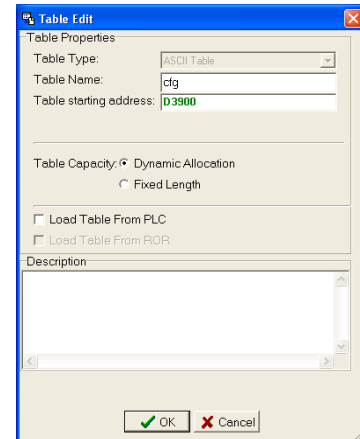 Table Edit
Table Properties
Table Type: ASCII Table
Table Name: cfg
Table starting address: D3900
Table Capacity: Dynamic Allocation
Fixed Length
Load Table From PLC
Load Table From ROR
Description
OK Cancel